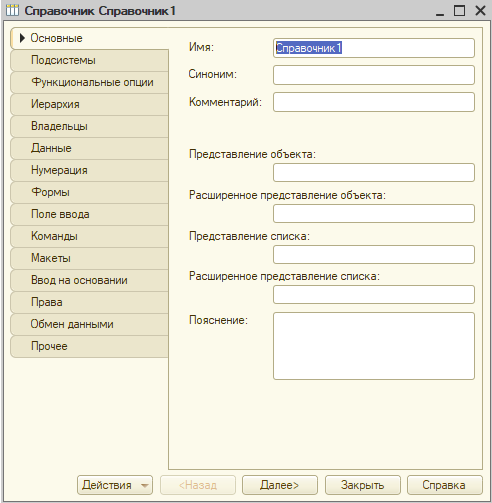 Справочник Справочник1
Основные
Подсистемы
Функциональные опции
Иерархия
Владельцы
Данные
Нумерация
Формы
Поле ввода
Команды
Макеты
Ввод на основании
Права
Обмен данными
Прочее
Имя: Справочник1
Синоним:
Комментарий:
Представление объекта:
Расширенное представление объекта:
Представление списка:
Расширенное представление списка:
Пояснение:
Действия <Назад Далее> Закрыть Справка